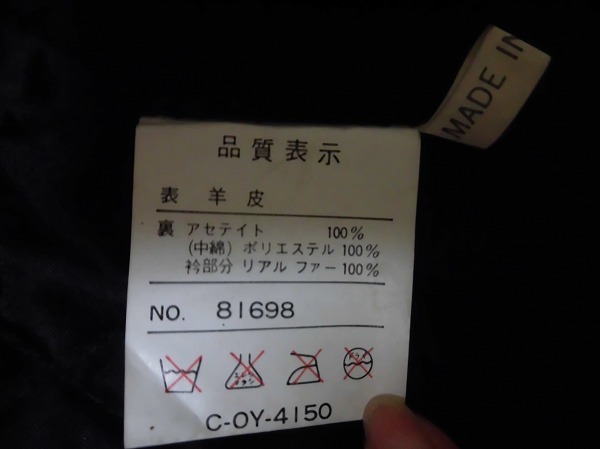 MADE IN
品質表示
表 羊 皮
裏 アセテイト 100%
(中綿) ポリエステル 100%
衿部分 リアル ファー 100%
NO. 81698
C-OY-4150